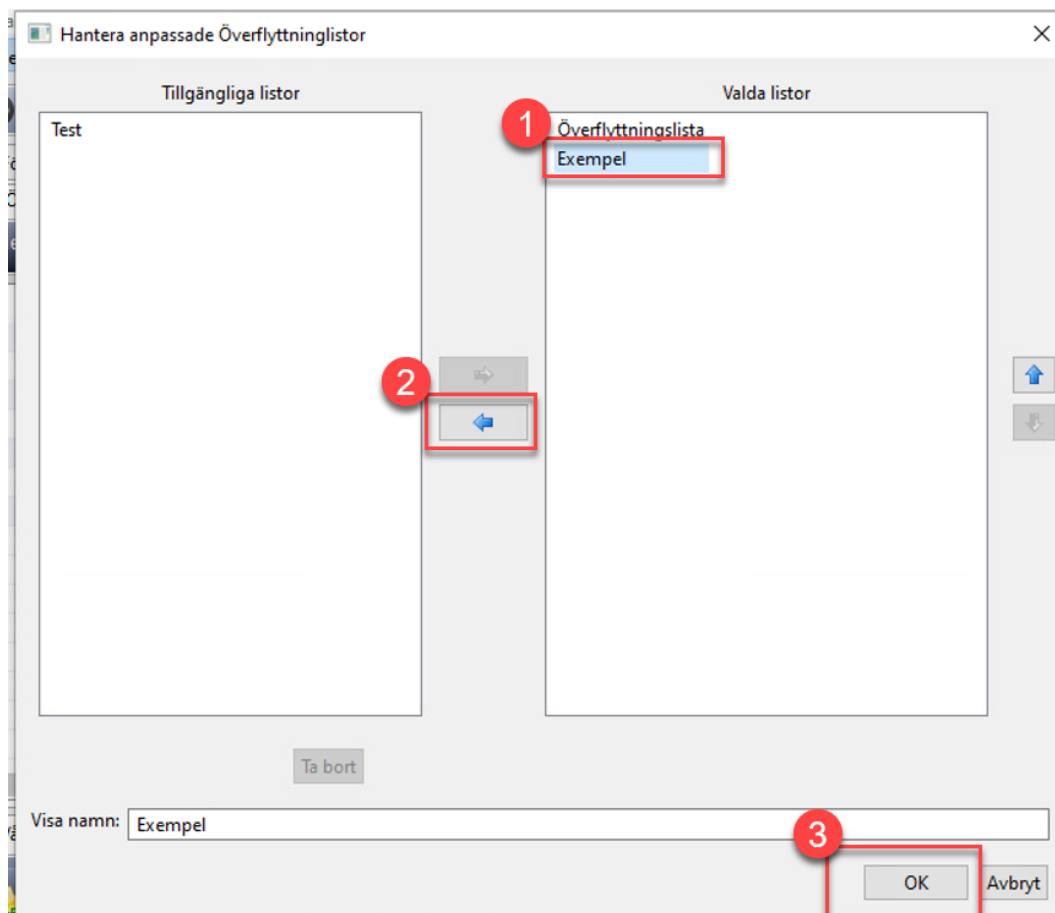 Hantera anpassade Överflyttninglistor
Tillgängliga listor
Valda listor
Test
1
Överflyttningslista
Exempel
2
Ta bort
Visa namn: Exempel
3
OK
Avbryt